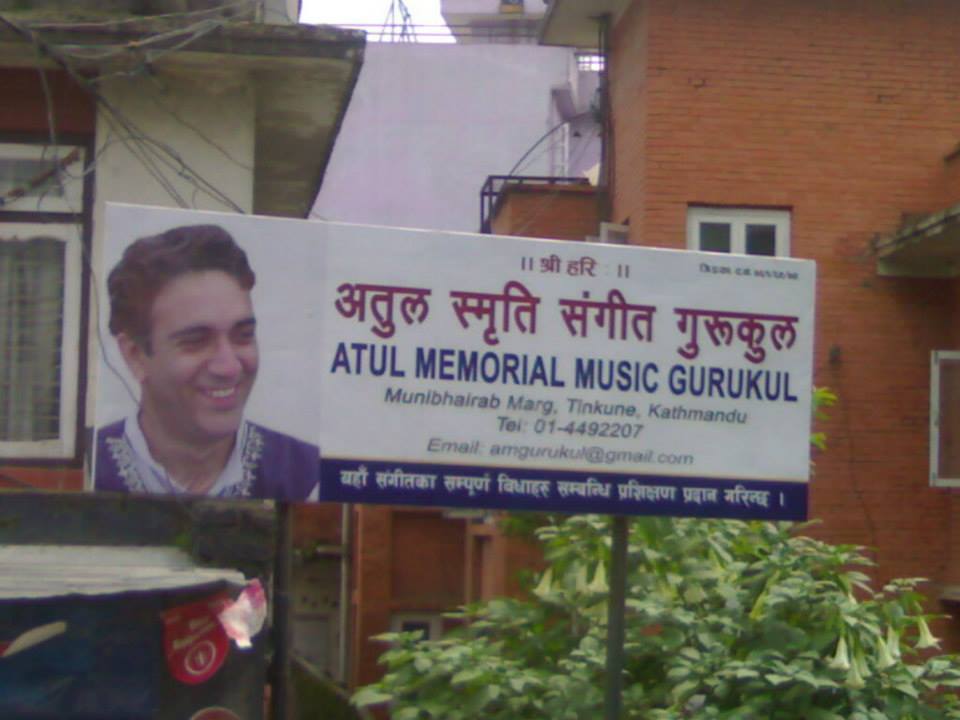 ।। श्री हरि : ।।
अतुल स्मृति संगीत गुरूकुल
ATUL MEMORIAL MUSIC GURUKUL
Munibhairab Marg, Tinkune, Kathmandu
Tel: 01-4492207
Email: amgurukul@gmail.com
यहाँ संगीतका सम्पूर्ण विधाहरु सम्बन्धि प्रशिक्षण प्रदान गरिन्छ ।